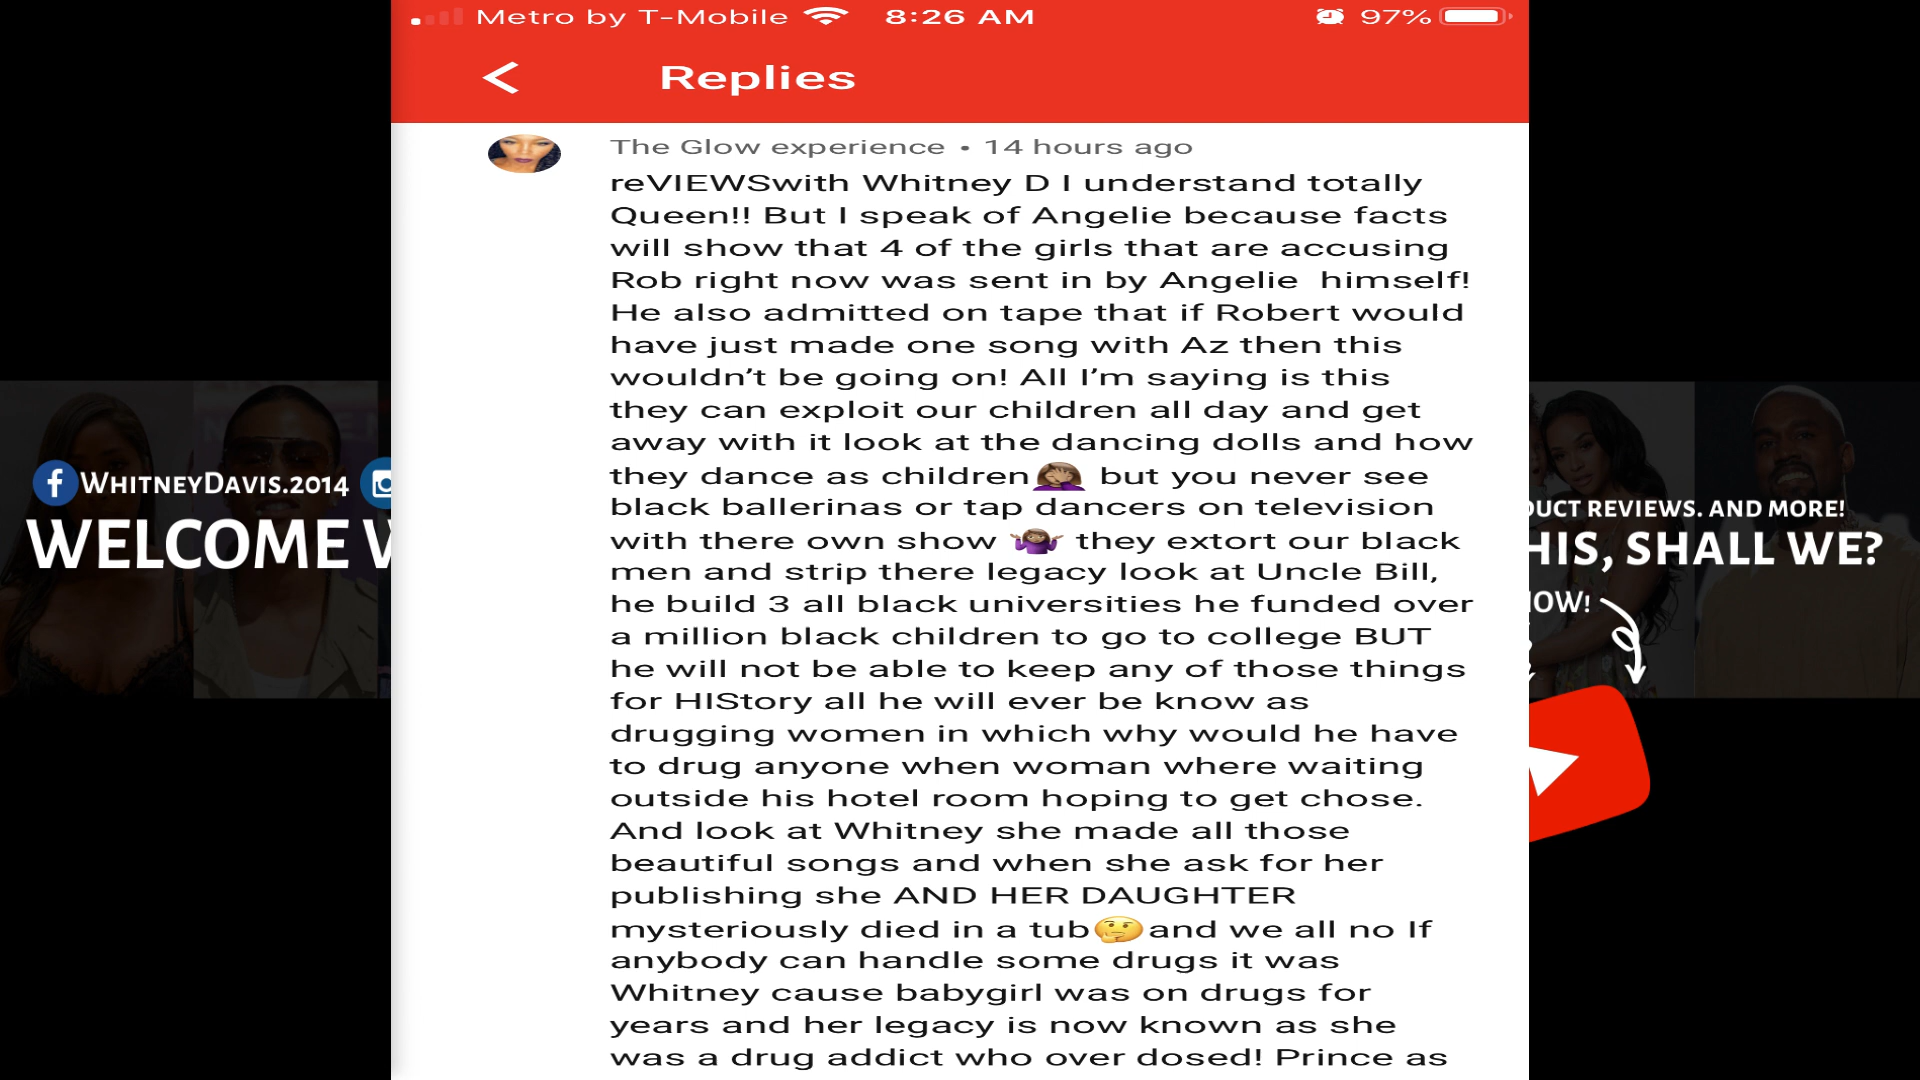 Metro by T-Mobile 8:26 AM 97%
Replies
The Glow experience • 14 hours ago
reVIEWSwith Whitney D I understand totally
Queen!! But I speak of Angelie because facts
will show that 4 of the girls that are accusing
Rob right now was sent in by Angelie  himself!
He also admitted on tape that if Robert would
have just made one song with Az then this
wouldn’t be going on! All I’m saying is this
they can exploit our children all day and get
away with it look at the dancing dolls and how
they dance as children🤦🏽‍♀️ but you never see
black ballerinas or tap dancers on television
with there own show 🤷🏽‍♀️ they extort our black
men and strip there legacy look at Uncle Bill,
he build 3 all black universities he funded over
a million black children to go to college BUT
he will not be able to keep any of those things
for HIStory all he will ever be know as
drugging women in which why would he have
to drug anyone when woman where waiting
outside his hotel room hoping to get chose.
And look at Whitney she made all those
beautiful songs and when she ask for her
publishing she AND HER DAUGHTER
mysteriously died in a tub🤔and we all no If
anybody can handle some drugs it was
Whitney cause babygirl was on drugs for
years and her legacy is now known as she
was a drug addict who over dosed! Prince as
WHITNEYDAVIS.2014
WELCOME
DUCT REVIEWS. AND MORE!
HIS, SHALL WE?
NOW!